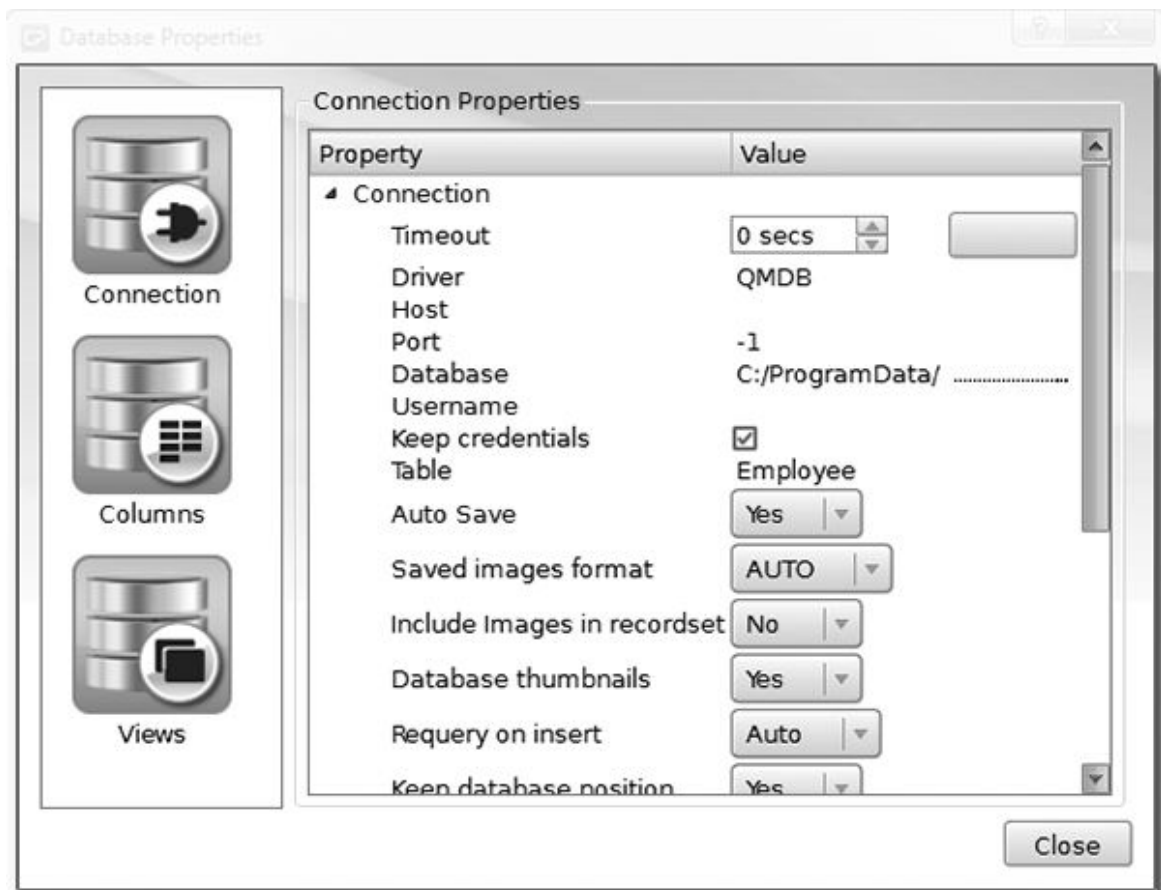 Database Properties
Connection
Columns
Views
Connection Properties
Property Value
Connection
Timeout 0 secs
Driver QMDB
Host
Port -1
Database C:/ProgramData/ ........................
Username
Keep credentials
Table Employee
Auto Save Yes
Saved images format AUTO
Include Images in recordset No
Database thumbnails Yes
Requery on insert Auto
Keep database position Yes
Close